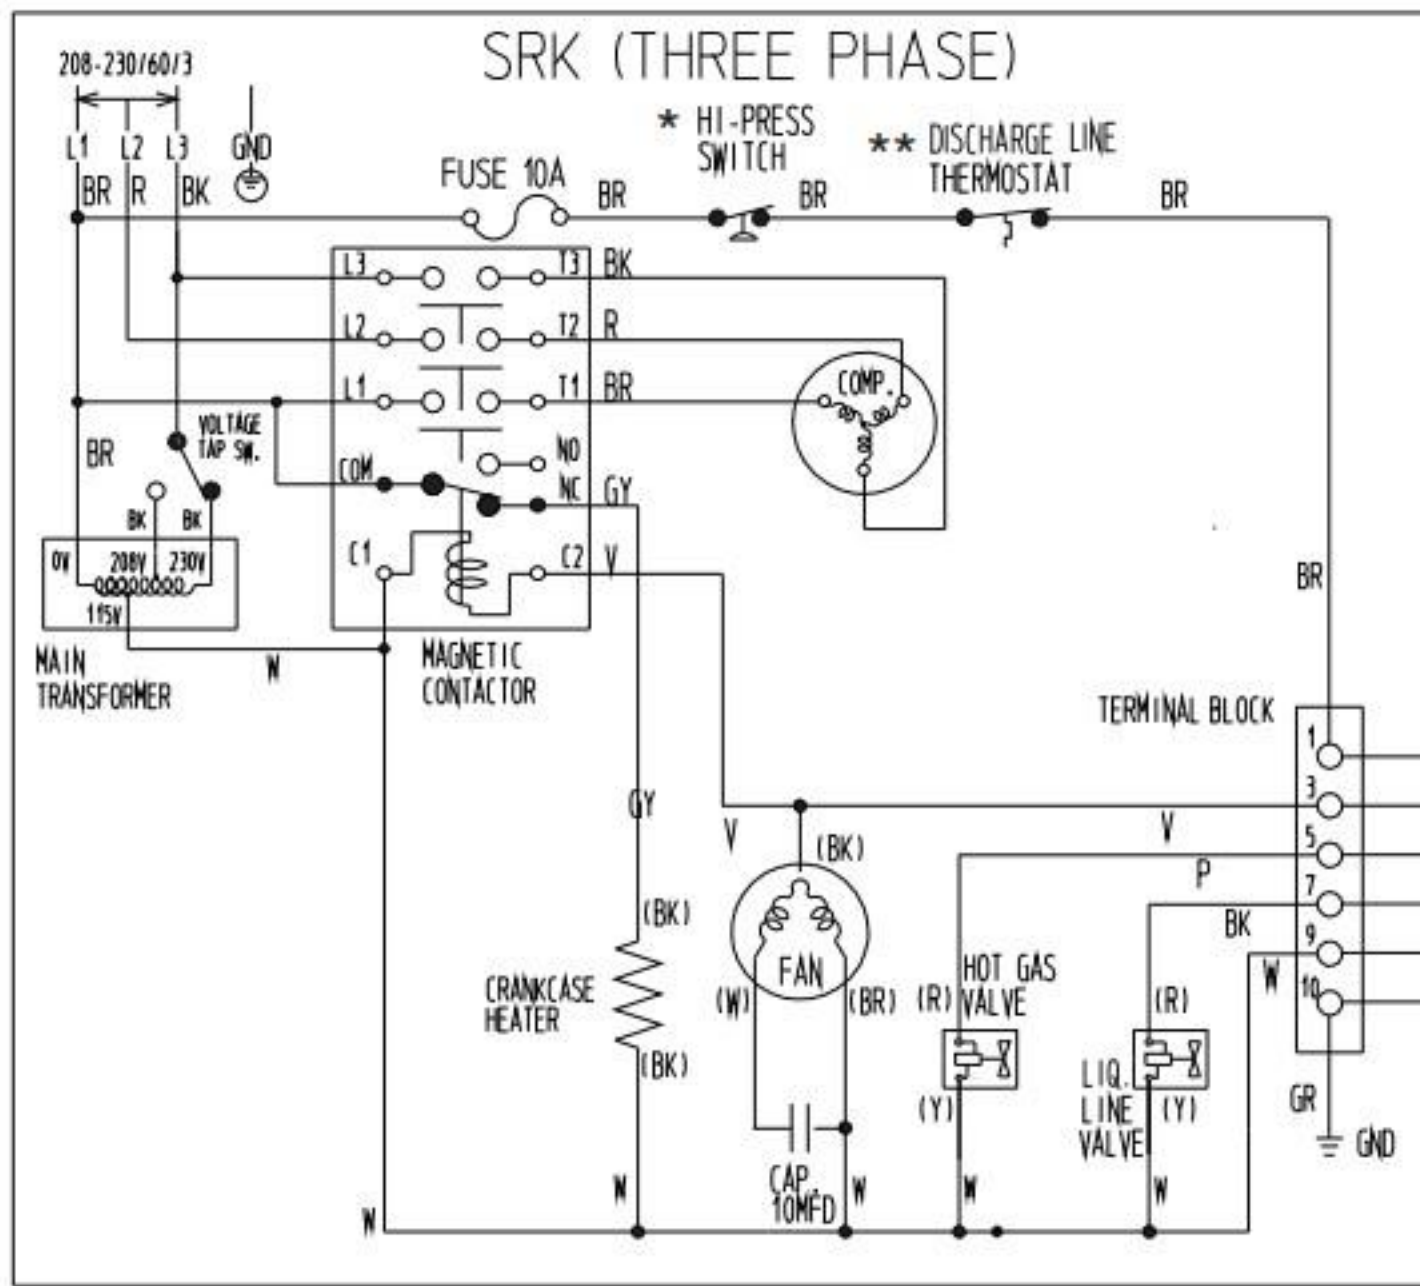 SRK (THREE PHASE)
208-230/60/3
L1 L2 L3 GND
BR R BK
FUSE 10A
BR
* HI-PRESS
SWITCH
BR
** DISCHARGE LINE
THERMOSTAT
BR
L3 T3 BK
L2 T2 R
L1 T1 BR
COMP.
VOLTAGE
TAP SW.
BR
COM
NO
NC GY
BK BK
0V 208V 230V
115V
C1 C2 V
BR
MAIN
TRANSFORMER
W
MAGNETIC
CONTACTOR
TERMINAL BLOCK
1
3
5
7
9
10
GY
V
(BK)
V
P
BK
W
(BK)
CRANKCASE
HEATER
(BK)
FAN
(W) (BR)
HOT GAS
VALVE
(R)
(Y)
(R)
LIQ.
LINE
VALVE
(Y)
GR
GND
CAP.
10MFD
W
W
W
W
W